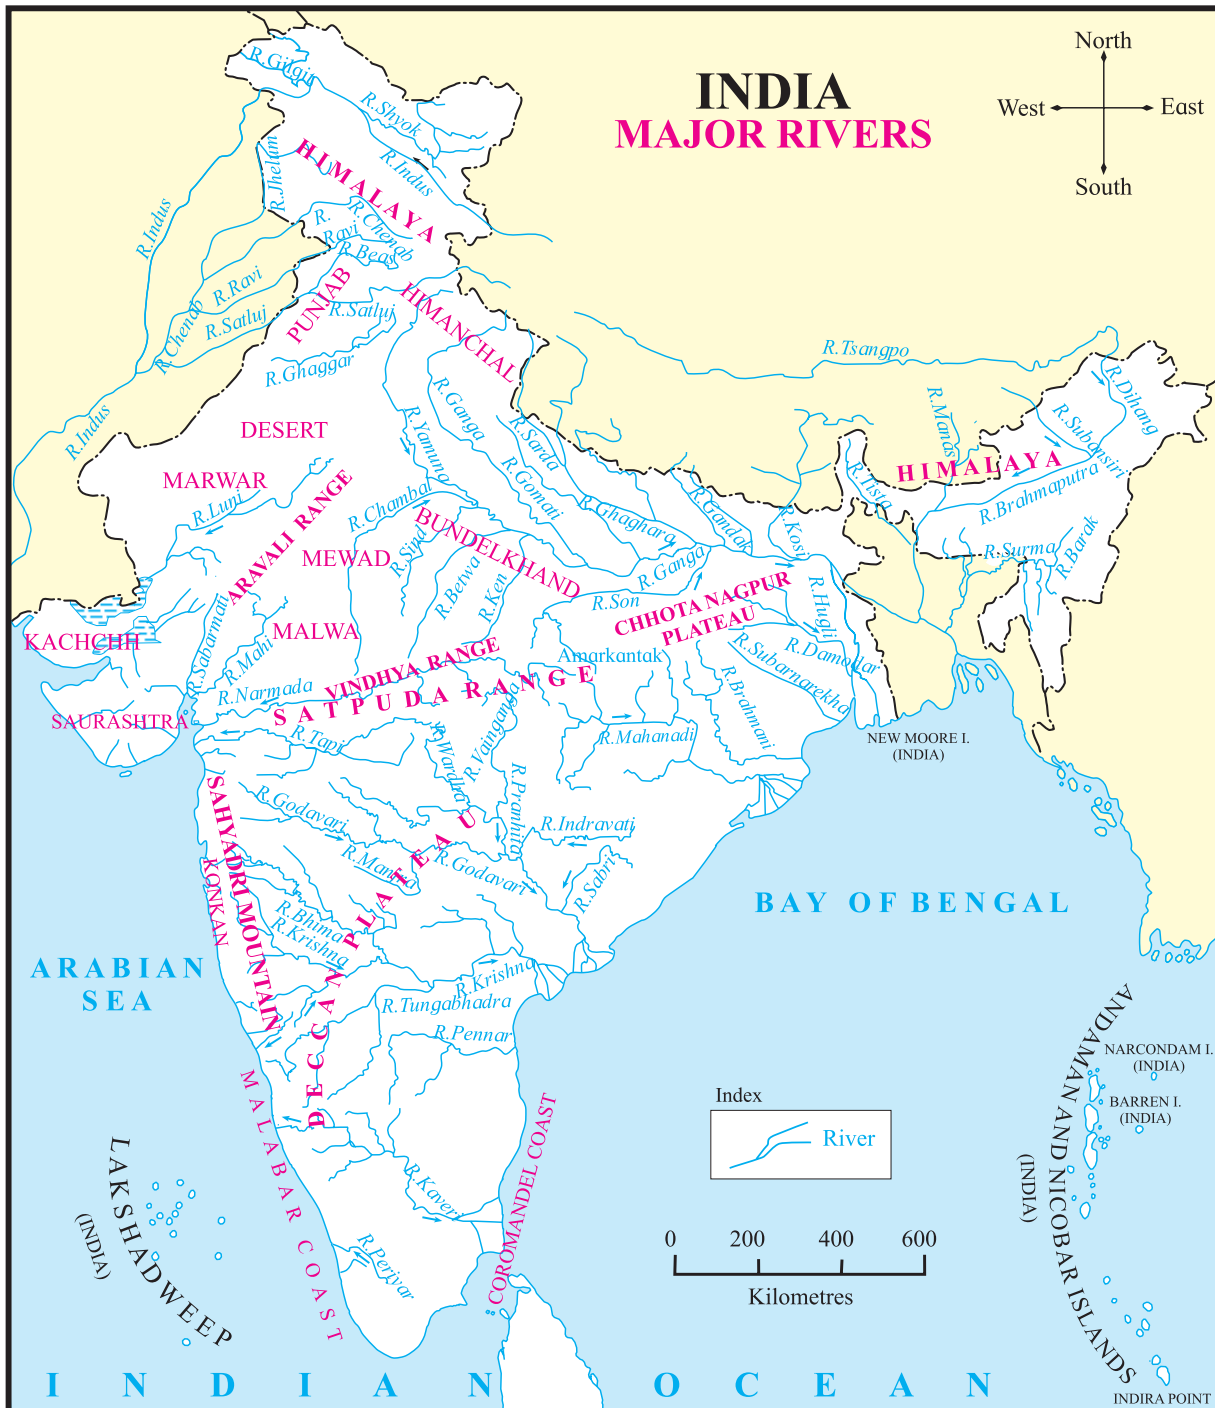 INDIA
MAJOR RIVERS
North
West
East
South
R.Gilgit
R.Shyok
R.Indus
HIMALAYA
R.Jhelum
R.Indus
R.
Ravi
R.Chenab
R.Beas
R.Ravi
R.Chenab
R.Satluj
PUNJAB
R.Satluj
HIMANCHAL
R.Ghaggar
R.Indus
R.Tsangpo
R.Dihang
R.Subansiri
R.Manas
HIMALAYA
R.Brahmaputra
R.Tista
R.Surma
R.Barak
DESERT
MARWAR
R.Luni
ARAVALI RANGE
R.Yamuna
R.Ganga
R.Sarda
R.Gomati
R.Ghaghara
R.Gandak
R.Kosi
R.Chambal
R.Sind
BUNDELKHAND
MEWAD
R.Betwa
R.Ken
R.Ganga
R.Son
CHHOTA NAGPUR
PLATEAU
R.Hugli
R.Damodar
R.Subarnarekha
R.Brahmani
KACHCHH
R.Sabarmati
R.Mahi
MALWA
VINDHYA RANGE
Amarkantak
R.Narmada
SATPUDA RANGE
SAURASHTRA
R.Tapi
R.Wardha
R.Vainganga
R.Mahanadi
NEW MOORE I.
(INDIA)
R.Pranhita
R.Godavari
R.Indravati
R.Manjra
R.Godavari
R.Sabri
SAHYADRI MOUNTAIN
KONKAN
DECCAN PLATEAU
R.Bhima
R.Krishna
R.Krishna
R.Tungabhadra
R.Pennar
BAY OF BENGAL
ARABIAN
SEA
MALABAR COAST
COROMANDEL COAST
R.Kaveri
R.Periyar
LAKSHADWEEP
(INDIA)
Index
River
0 200 400 600
Kilometres
ANDAMAN AND NICOBAR ISLANDS
(INDIA)
NARCONDAM I.
(INDIA)
BARREN I.
(INDIA)
INDIRA POINT
INDIAN OCEAN